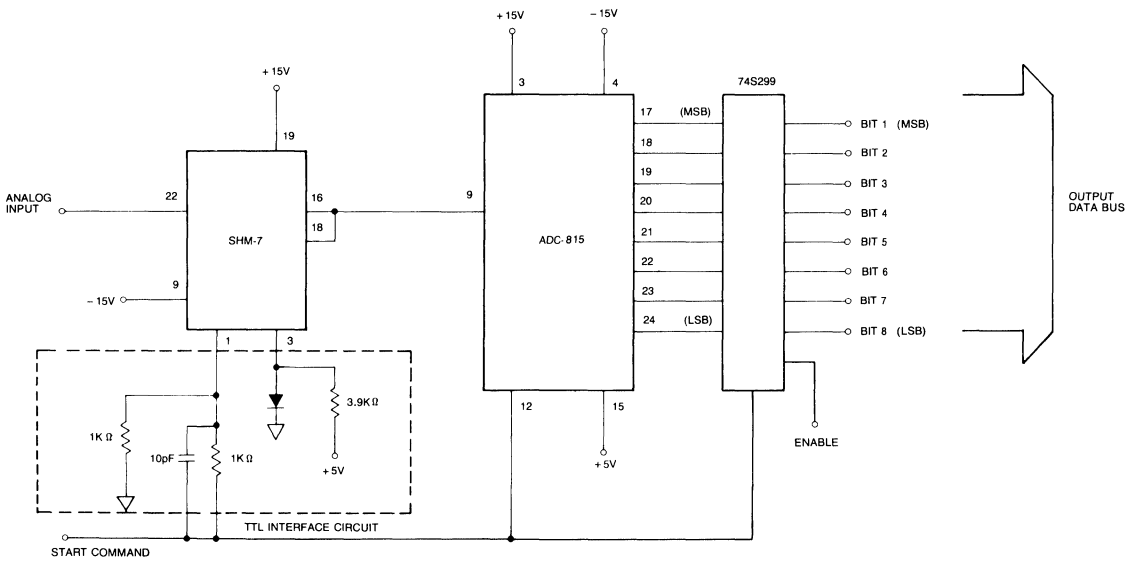 + 15V
- 15V
3
4
74S299
+ 15V
19
17 (MSB)
BIT 1 (MSB)
18
BIT 2
19
BIT 3
ANALOG
INPUT
22
16
9
20
BIT 4
OUTPUT
DATA BUS
18
SHM-7
ADC-815
21
BIT 5
22
BIT 6
9
- 15V
23
BIT 7
24 (LSB)
BIT 8 (LSB)
1
3
12
15
3.9KΩ
1KΩ
10pF
1KΩ
+5V
+5V
ENABLE
TTL INTERFACE CIRCUIT
START COMMAND